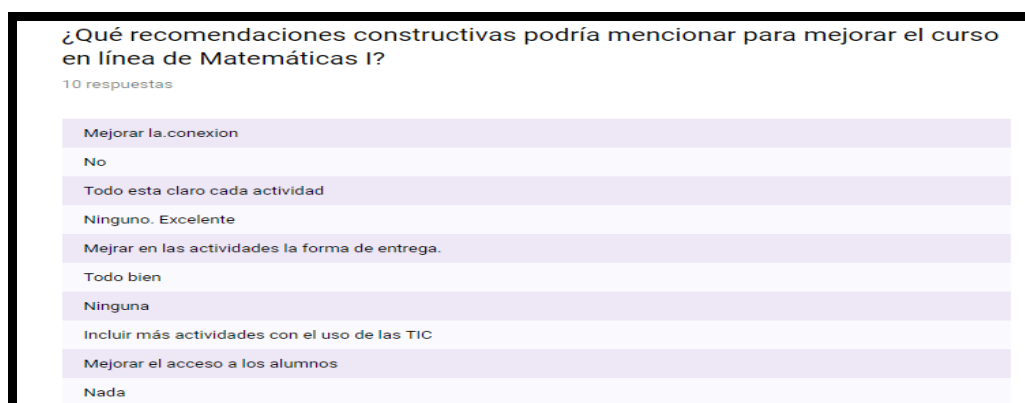 ¿Qué recomendaciones constructivas podría mencionar para mejorar el curso
en línea de Matemáticas I?
10 respuestas
Mejorar la.conexion
No
Todo esta claro cada actividad
Ninguno. Excelente
Mejrar en las actividades la forma de entrega.
Todo bien
Ninguna
Incluir más actividades con el uso de las TIC
Mejorar el acceso a los alumnos
Nada